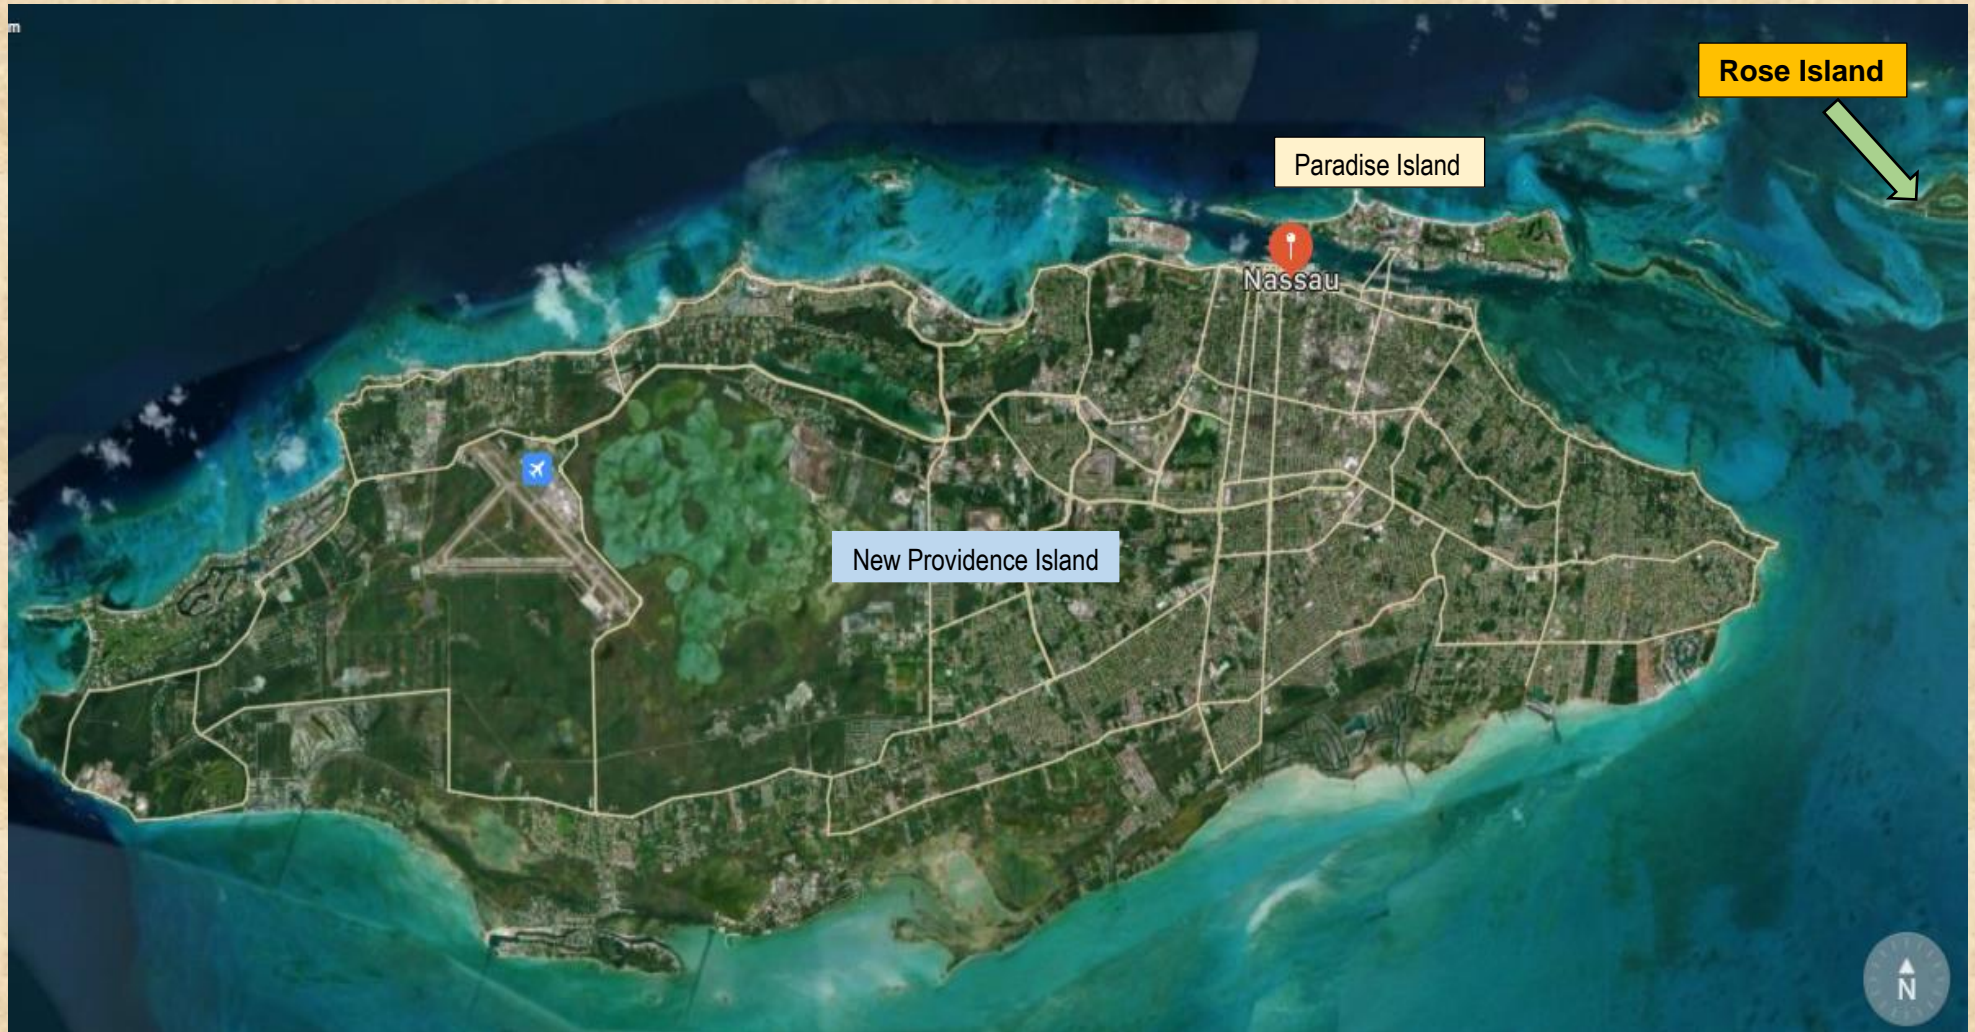 m
Rose Island
Paradise Island
Nassau
New Providence Island
N